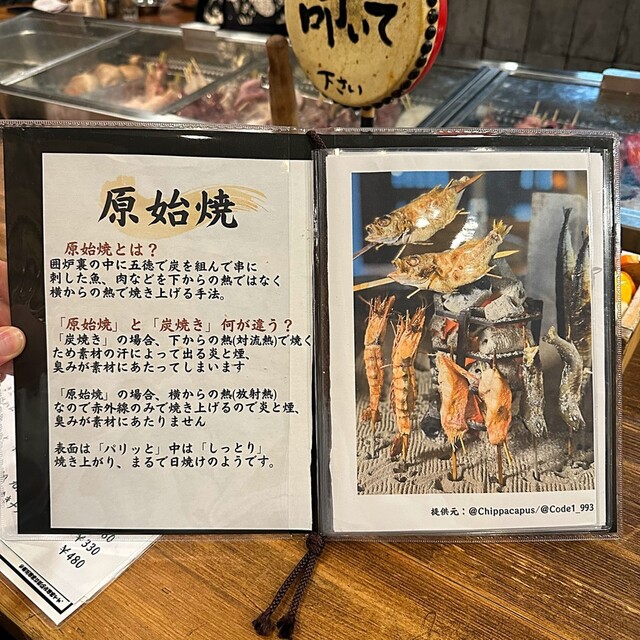 叩いて
下さい
原始焼
原始焼とは？
囲炉裏の中に五徳で炭を組んで串に
刺した魚、肉などを下からの熱ではなく
横からの熱で焼き上げる手法。
「原始焼」と「炭焼き」何が違う？
「炭焼き」の場合、下からの熱(対流熱)で焼く
ため素材の汗によって出る炎と煙、
臭みが素材にあたってしまいます
「原始焼」の場合、横からの熱(放射熱)
なので赤外線のみで焼き上げるので炎と煙、
臭みが素材にあたりません
表面は「パリッと」中は「しっとり」
焼き上がり、まるで日焼けのようです。
提供元：@Chippacapus/@Code1_993
￥330
￥480